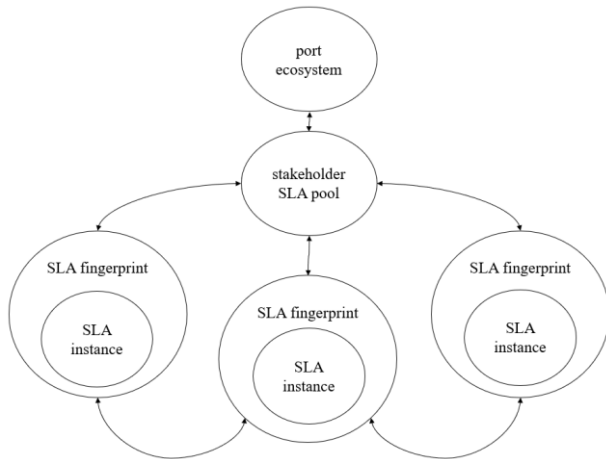 port
ecosystem
stakeholder
SLA pool
SLA fingerprint
SLA
instance
SLA fingerprint
SLA
instance
SLA fingerprint
SLA
instance